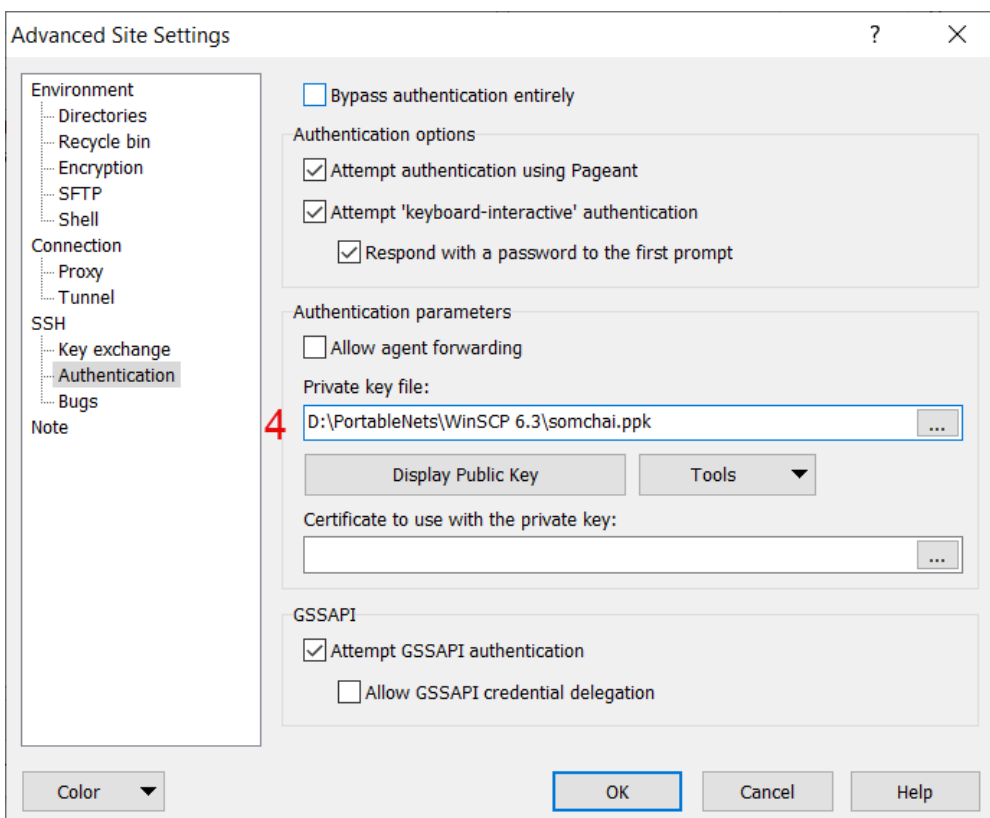 Advanced Site Settings
?
Environment
Directories
Recycle bin
Encryption
SFTP
Shell
Connection
Proxy
Tunnel
SSH
Key exchange
Authentication
Bugs
Note
Bypass authentication entirely
Authentication options
Attempt authentication using Pageant
Attempt 'keyboard-interactive' authentication
Respond with a password to the first prompt
Authentication parameters
Allow agent forwarding
Private key file:
4
D:\PortableNets\WinSCP 6.3\somchai.ppk
...
Display Public Key
Tools
Certificate to use with the private key:
...
GSSAPI
Attempt GSSAPI authentication
Allow GSSAPI credential delegation
Color
OK
Cancel
Help